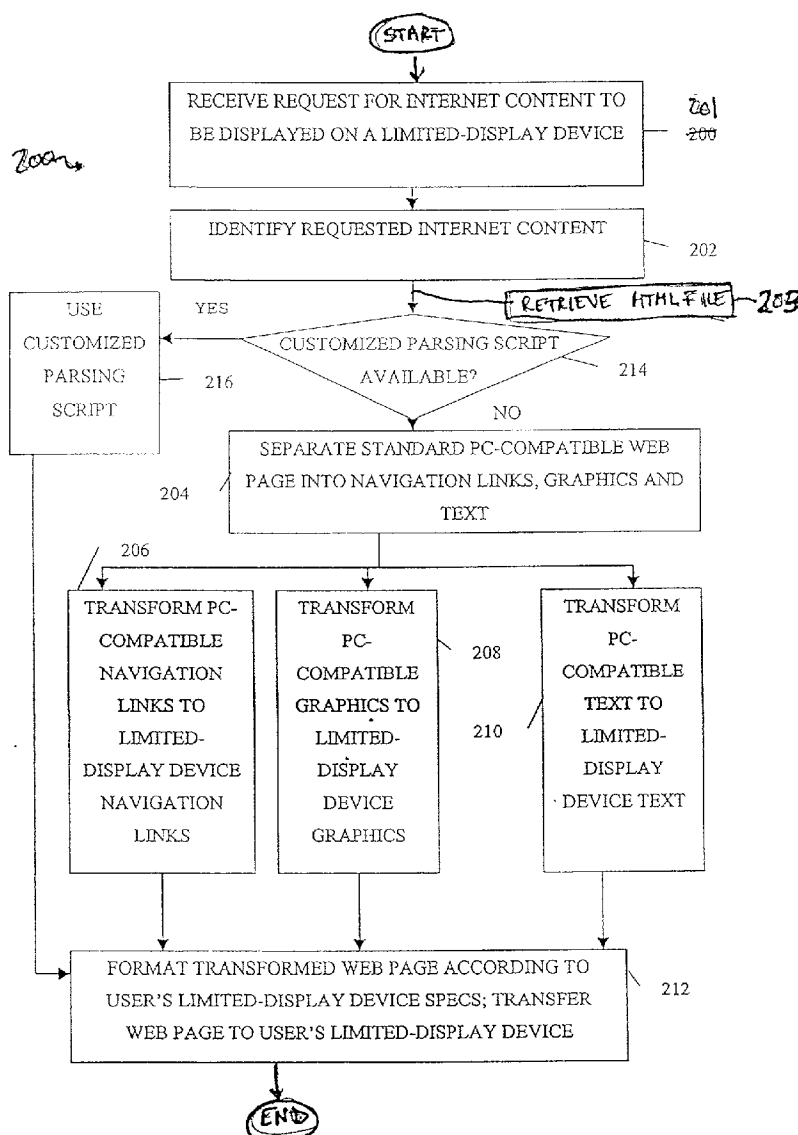 START
RECEIVE REQUEST FOR INTERNET CONTENT TO
BE DISPLAYED ON A LIMITED-DISPLAY DEVICE
201
200
200
IDENTIFY REQUESTED INTERNET CONTENT
202
RETRIEVE HTML FILE
203
USE
CUSTOMIZED
PARSING
SCRIPT
YES
216
CUSTOMIZED PARSING SCRIPT
AVAILABLE?
214
NO
SEPARATE STANDARD PC-COMPATIBLE WEB
PAGE INTO NAVIGATION LINKS, GRAPHICS AND
TEXT
204
206
TRANSFORM PC-
COMPATIBLE
NAVIGATION
LINKS TO
LIMITED-
DISPLAY DEVICE
NAVIGATION
LINKS
TRANSFORM
PC-
COMPATIBLE
GRAPHICS TO
LIMITED-
DISPLAY
DEVICE
GRAPHICS
208
TRANSFORM
PC-
COMPATIBLE
TEXT TO
LIMITED-
DISPLAY
DEVICE TEXT
210
FORMAT TRANSFORMED WEB PAGE ACCORDING TO
USER'S LIMITED-DISPLAY DEVICE SPECS; TRANSFER
WEB PAGE TO USER'S LIMITED-DISPLAY DEVICE
212
END